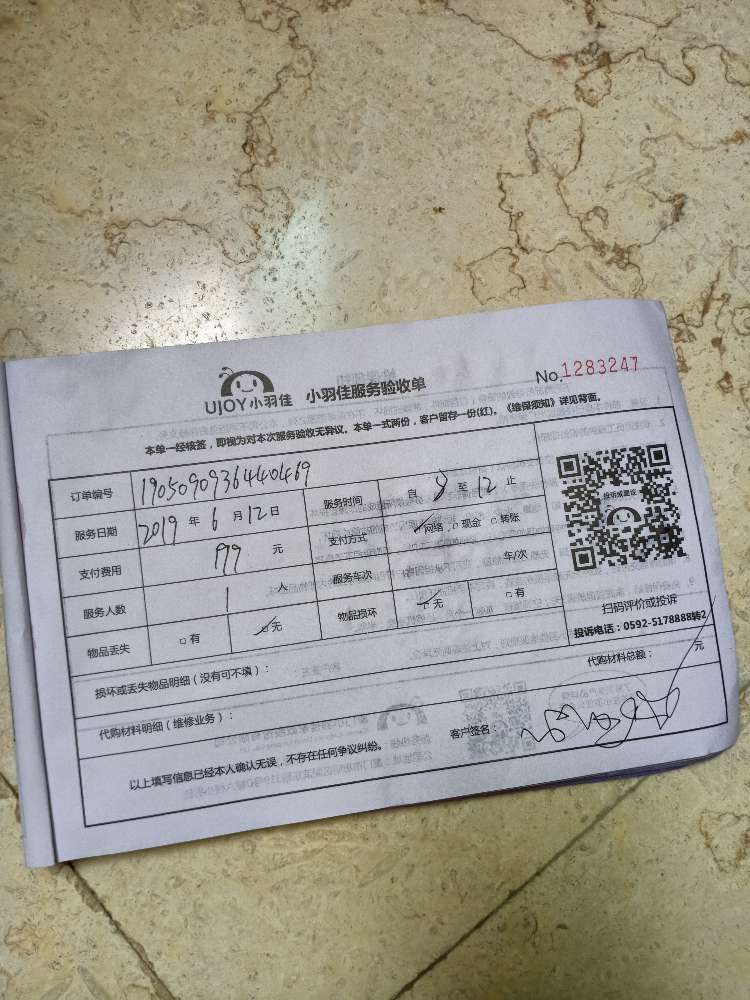 UJOY小羽佳 小羽佳服务验收单 No.1283247
本单一经核签，即视为对本次服务验收无异议。本单一式两份，客户留存一份(红)。《维保须知》详见背面。
订单编号 1905090936440469 服务时间 自 8 至 12 止
服务日期 2019 年 6 月 12 日 支付方式 网络 □ 现金 □ 转账
支付费用 199 元 服务车次 车/次
服务人数 1 人 物品损坏 无 □ 有
物品丢失 □ 有 无
投诉或建议
扫码评价或投诉
投诉电话：0592-5178888转2
损坏或丢失物品明细（没有可不填）：
代购材料明细（维修业务）： 代购材料总额： 元
以上填写信息已经本人确认无误，不存在任何争议纠纷。 客户签名：